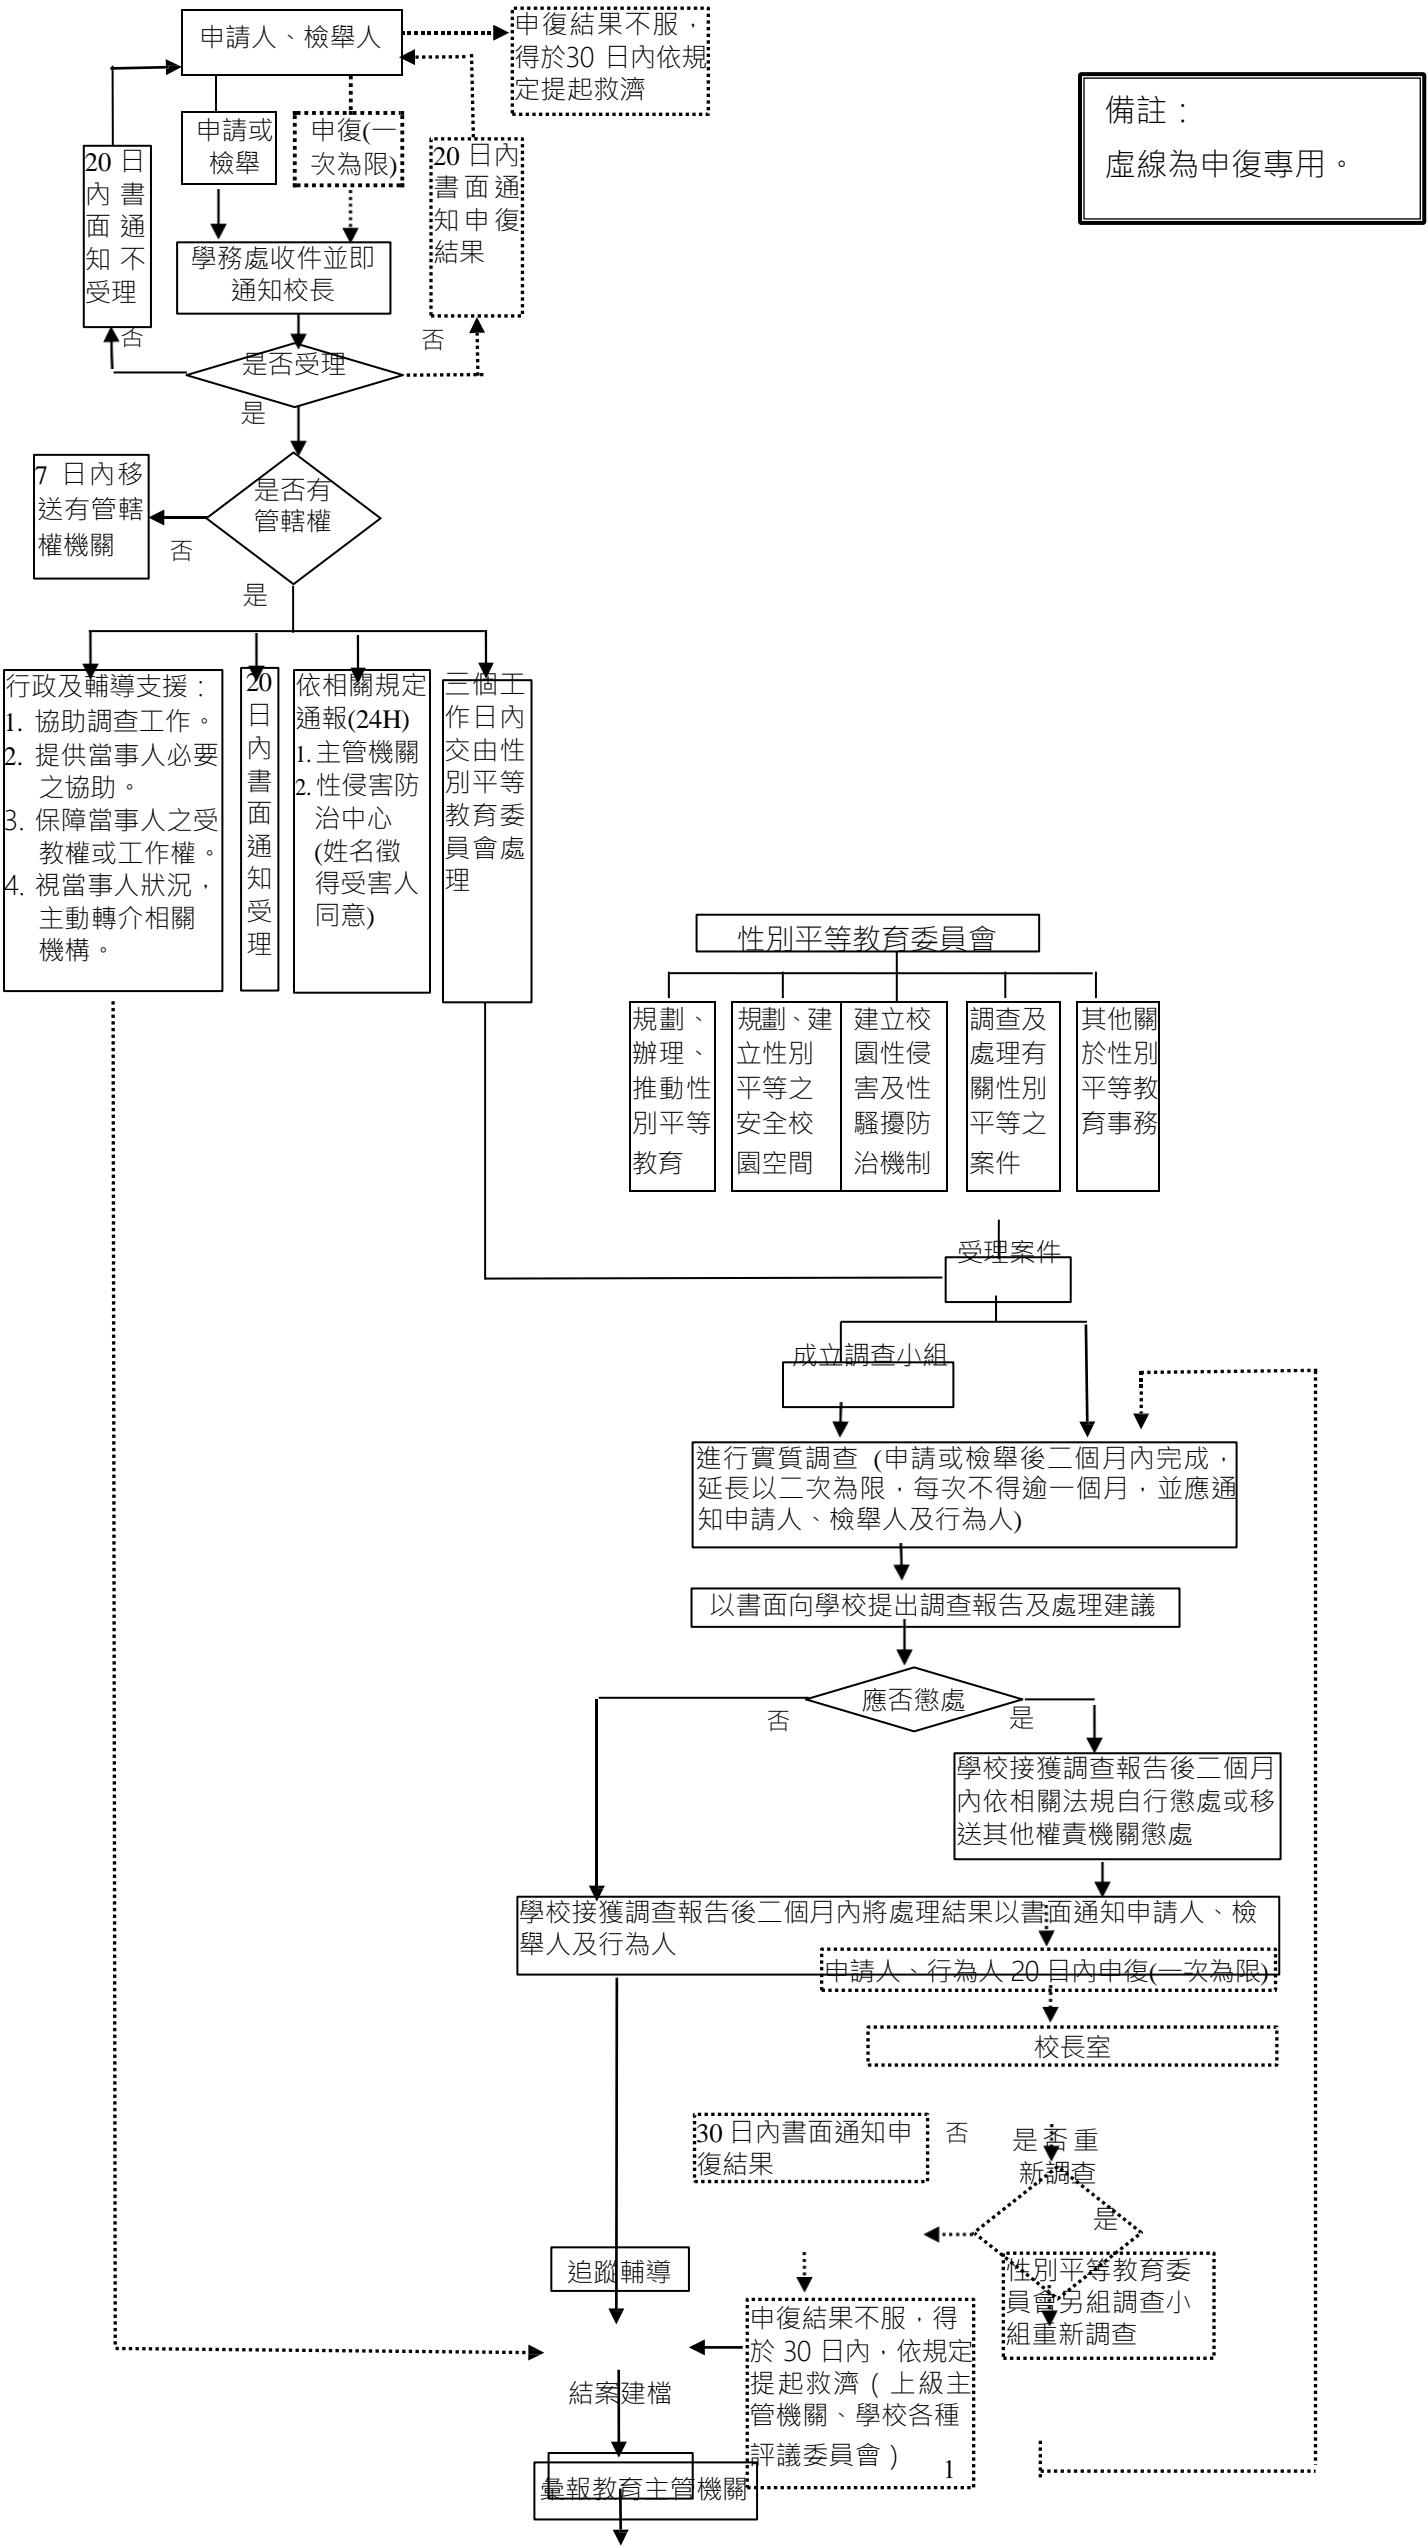 申請人、檢舉人
申復結果不服，
得於30 日內依規
定提起救濟
備註：
虛線為申復專用。
申請或
檢舉
申復(一
次為限)
20 日
內 書
面 通
知 不
受理
20 日內
書面通
知申復
結果
學務處收件並即
通知校長
否
否
是否受理
是
7 日內移
送有管轄
權機關
是否有
管轄權
否
是
行政及輔導支援：
1. 協助調查工作。
2. 提供當事人必要
之協助。
3. 保障當事人之受
教權或工作權。
4. 視當事人狀況，
主動轉介相關
機構。
20
日
內
書
面
通
知
受
理
依相關規定
通報(24H)
1. 主管機關
2. 性侵害防
治中心
(姓名徵
得受害人
同意)
三個工
作日內
交由性
別平等
教育委
員會處
理
性別平等教育委員會
規劃、
辦理、
推動性
別平等
教育
規劃、建
立性別
平等之
安全校
園空間
建立校
園性侵
害及性
騷擾防
治機制
調查及
處理有
關性別
平等之
案件
其他關
於性別
平等教
育事務
受理案件
成立調查小組
進行實質調查 (申請或檢舉後二個月內完成，
延長以二次為限，每次不得逾一個月，並應通
知申請人、檢舉人及行為人)
以書面向學校提出調查報告及處理建議
應否懲處
否
是
學校接獲調查報告後二個月
內依相關法規自行懲處或移
送其他權責機關懲處
學校接獲調查報告後二個月內將處理結果以書面通知申請人、檢
舉人及行為人
申請人、行為人 20 日內申復(一次為限)
校長室
30 日內書面通知申
復結果
否
是否重
新調查
是
性別平等教育委
員會另組調查小
組重新調查
追蹤輔導
申復結果不服，得
於 30 日內，依規定
提起救濟（上級主
管機關、學校各種
評議委員會）
結案建檔
1
彙報教育主管機關